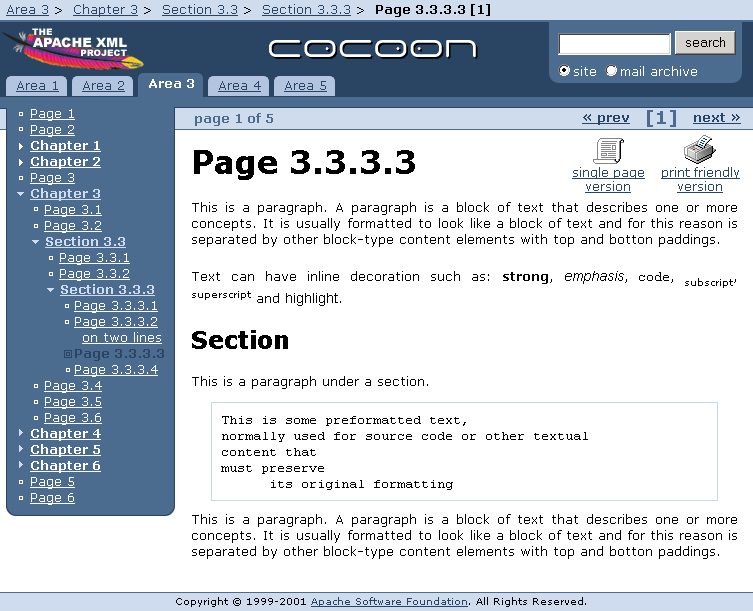 Area 3 > Chapter 3 > Section 3.3 > Section 3.3.3 > Page 3.3.3.3 [1]
THE
APACHE XML
PROJECT
cocoon
search
site mail archive
Area 1 Area 2 Area 3 Area 4 Area 5
Page 1
Page 2
Chapter 1
Chapter 2
Page 3
Chapter 3
Page 3.1
Page 3.2
Section 3.3
Page 3.3.1
Page 3.3.2
Section 3.3.3
Page 3.3.3.1
Page 3.3.3.2
on two lines
Page 3.3.3.3
Page 3.3.3.4
Page 3.4
Page 3.5
Page 3.6
Chapter 4
Chapter 5
Chapter 6
Page 5
Page 6
page 1 of 5 « prev [1] next »
Page 3.3.3.3
single page
version
print friendly
version
This is a paragraph. A paragraph is a block of text that describes one or more
concepts. It is usually formatted to look like a block of text and for this reason is
separated by other block-type content elements with top and botton paddings.
Text can have inline decoration such as: strong, emphasis, code, subscript,
superscript and highlight.
Section
This is a paragraph under a section.
This is some preformatted text,
normally used for source code or other textual
content that
must preserve
its original formatting
This is a paragraph. A paragraph is a block of text that describes one or more
concepts. It is usually formatted to look like a block of text and for this reason is
separated by other block-type content elements with top and botton paddings.
Copyright © 1999-2001 Apache Software Foundation. All Rights Reserved.